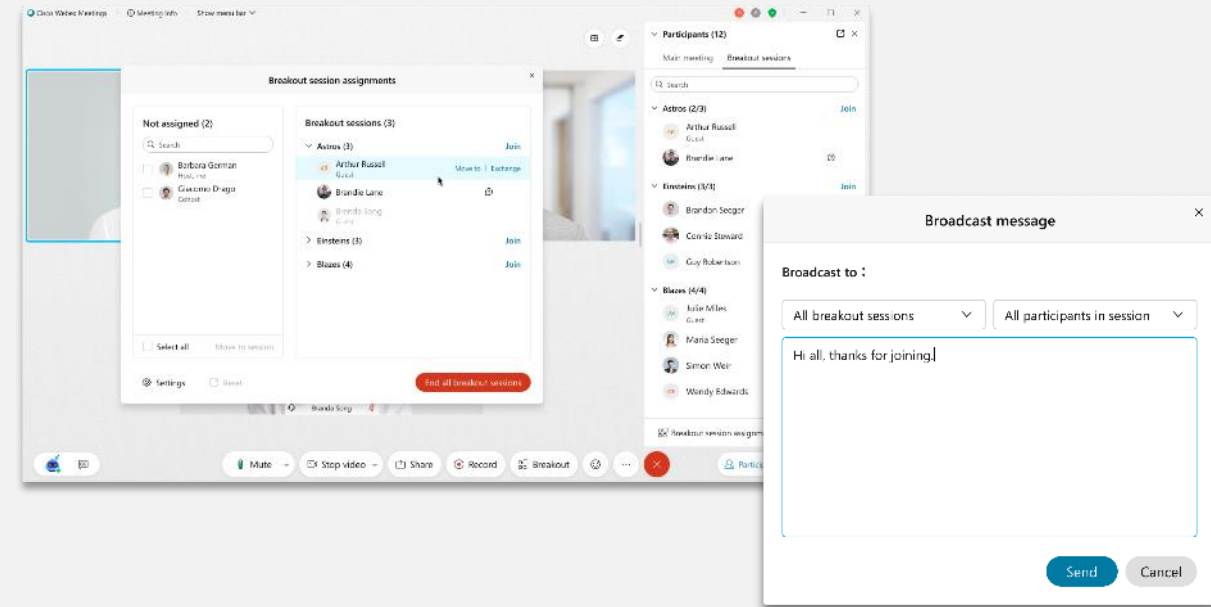 Cisco Webex Meetings
Meeting info
Show menu bar
Breakout session assignments
Not assigned (2)
Search
Barbara German
Host, me
Giacomo Drago
Cohost
Select all
Move to session
Settings
Reset
Breakout sessions (3)
Astros (3)
Join
Arthur Russell
Guest
Move to | Exchange
Brandie Lane
Brenda Song
Guest
Einsteins (3)
Join
Blazes (4)
Join
End all breakout sessions
Brenda Song
Mute
Stop video
Share
Record
Breakout
Participants (12)
Main meeting
Breakout sessions
Search
Astros (2/3)
Join
Arthur Russell
Guest
Brandie Lane
Einsteins (3/3)
Join
Brandon Seeger
Connie Steward
Guy Robertson
Blazes (4/4)
Julie Miles
Guest
Maria Seeger
Simon Weir
Wendy Edwards
Breakout session assignm
Partici
Broadcast message
Broadcast to :
All breakout sessions
All participants in session
Hi all, thanks for joining.
Send
Cancel